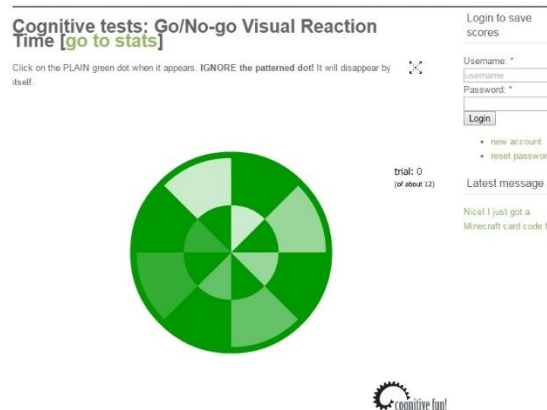 Cognitive tests: Go/No-go Visual Reaction
Time [go to stats]
Click on the PLAIN green dot when it appears. IGNORE the patterned dot! It will disappear by
itself.
trial: 0
(of about 12)
Login to save
scores
Username: *
username
Password: *
Login
new account
reset passwor
Latest message
Nice! I just got a
Minecraft card code f
cognitive fun!